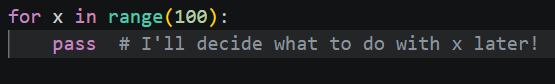 for x in range(100):
    pass  # I'll decide what to do with x later!